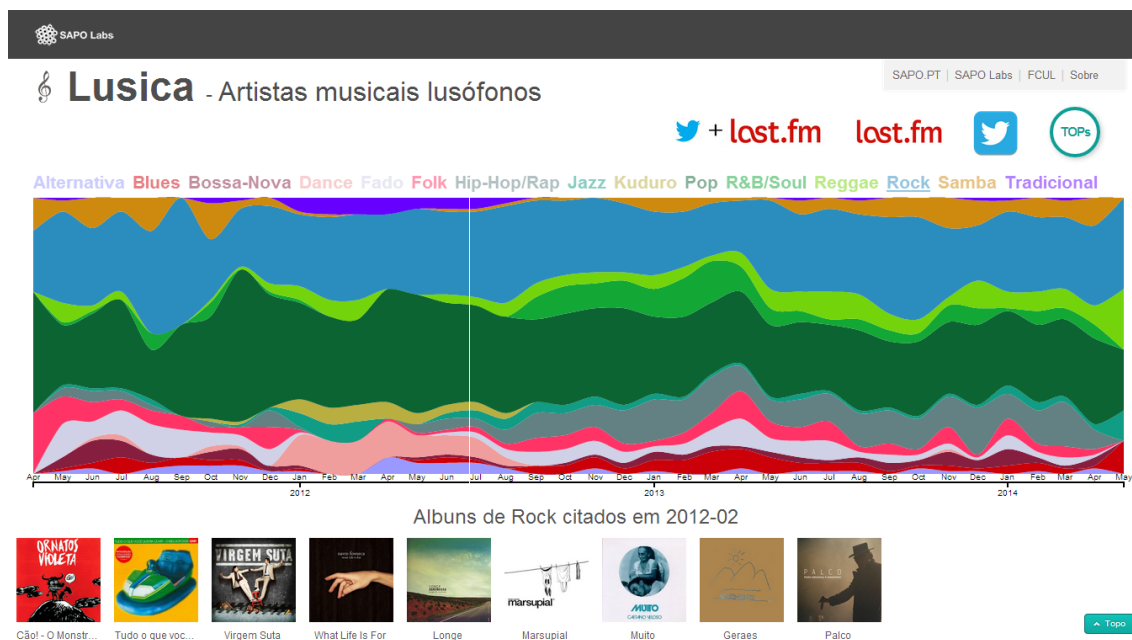 SAPO Labs
SAPO.PT | SAPO Labs | FCUL | Sobre
Lusica - Artistas musicais lusófonos
+ last.fm last.fm TOPs
Alternativa Blues Bossa-Nova Dance Fado Folk Hip-Hop/Rap Jazz Kuduro Pop R&B/Soul Reggae Rock Samba Tradicional
Apr May Jun Jul Aug Sep Oct Nov Dec Jan Feb Mar Apr May Jun Jul Aug Sep Oct Nov Dec Jan Feb Mar Apr May Jun Jul Aug Sep Oct Nov Dec Jan Feb Mar Apr May
2012 2013 2014
Albuns de Rock citados em 2012-02
ORNATOS
VIOLETA
VIRGEM SUTA
marsupial
MUITO
CAETANO VELOSO
PALCO
Cão! - O Monstr... Tudo o que voc... Virgem Suta What Life Is For Longe Marsupial Muito Geraes Palco
Topo